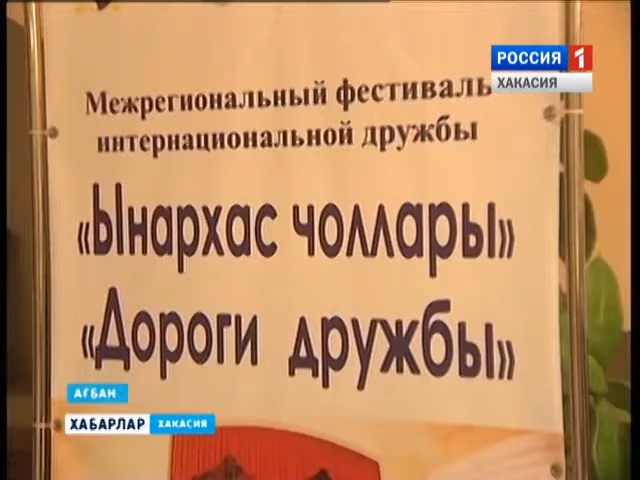 РОССИЯ 1
ХАКАСИЯ
Межрегиональный фестиваль
интернациональной дружбы
«Ынархас чоллары»
«Дороги дружбы»
АҒБАН
ХАБАРЛАР ХАКАСИЯ